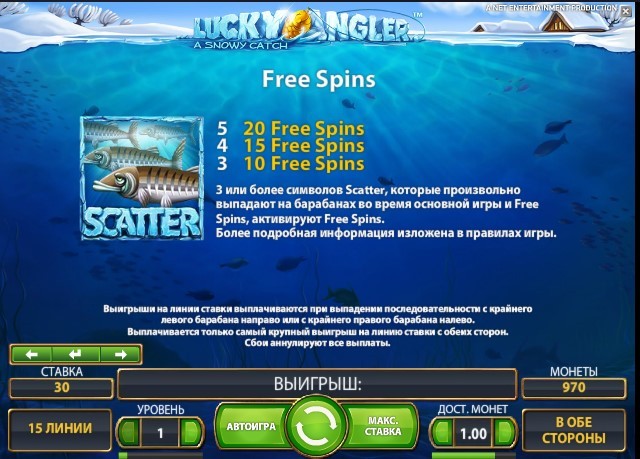 A NET ENTERTAINMENT PRODUCTION
LUCKY ANGLER™
A SNOWY CATCH
Free Spins
5 20 Free Spins
4 15 Free Spins
3 10 Free Spins
SCATTER
3 или более символов Scatter, которые произвольно
выпадают на барабанах во время основной игры и Free
Spins, активируют Free Spins.
Более подробная информация изложена в правилах игры.
Выигрыши на линии ставки выплачиваются при выпадении последовательности с крайнего
левого барабана направо или с крайнего правого барабана налево.
Выплачивается только самый крупный выигрыш на линию ставки с обеих сторон.
Сбои аннулируют все выплаты.
СТАВКА
30
ВЫИГРЫШ:
МОНЕТЫ
970
15 ЛИНИИ
УРОВЕНЬ
1
АВТОИГРА
МАКС.
СТАВКА
ДОСТ. МОНЕТ
1.00
В ОБЕ
СТОРОНЫ